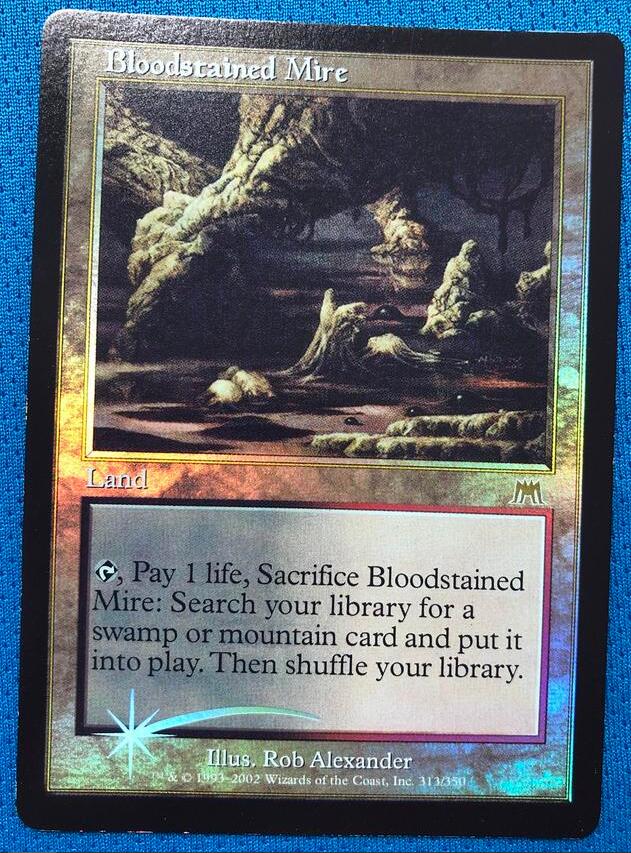 Bloodstained Mire
Land
, Pay 1 life, Sacrifice Bloodstained
Mire: Search your library for a
swamp or mountain card and put it
into play. Then shuffle your library.
Illus. Rob Alexander
™ & © 1993–2002 Wizards of the Coast, Inc. 313/350